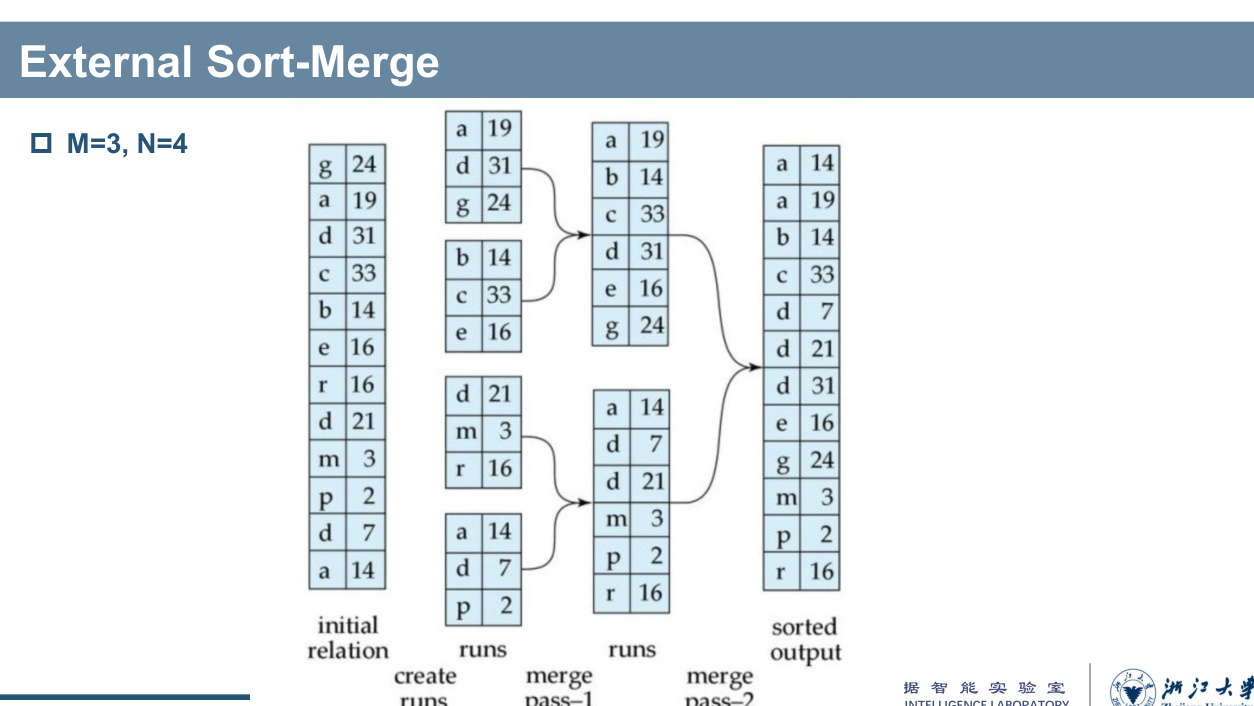 External Sort-Merge
M=3, N=4
g 24
a 19
d 31
c 33
b 14
e 16
r 16
d 21
m 3
p 2
d 7
a 14
initial
relation
a 19
d 31
g 24
b 14
c 33
e 16
d 21
m 3
r 16
a 14
d 7
p 2
runs
a 19
b 14
c 33
d 31
e 16
g 24
a 14
d 7
d 21
m 3
p 2
r 16
runs
a 14
a 19
b 14
c 33
d 7
d 21
d 31
e 16
g 24
m 3
p 2
r 16
sorted
output
create
runs
merge
pass–1
merge
pass–2
据智能实验室
INTELLIGENCE LABORATORY
浙江大学